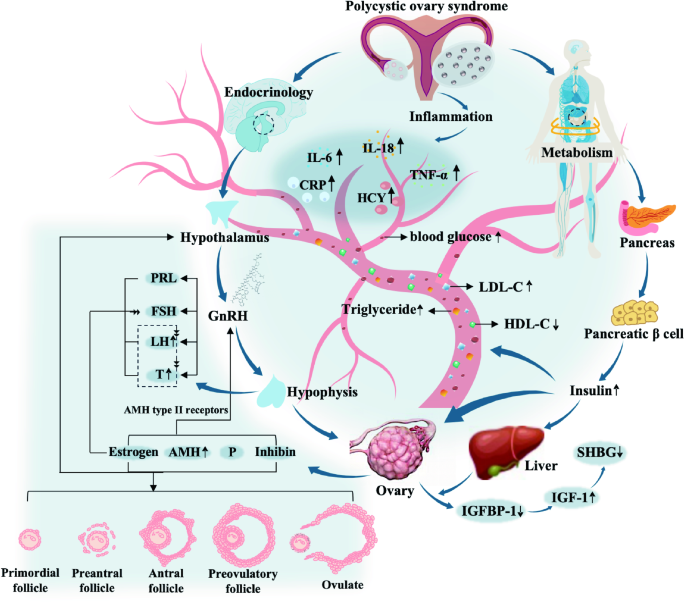 Polycystic ovary syndrome
Endocrinology
Inflammation
Metabolism
IL-6↑
IL-18↑
TNF-α↑
CRP↑
HCY↑
Hypothalamus
blood glucose↑
Pancreas
PRL
FSH
LH↑
T↑
GnRH
LDL-C↑
Triglyceride↑
HDL-C↓
Pancreatic β cell
Hypophysis
Insulin↑
AMH type II receptors
Estrogen
AMH↑
P
Inhibin
Ovary
Liver
SHBG↓
IGF-1↑
IGFBP-1↓
Primordial
follicle
Preantral
follicle
Antral
follicle
Preovulatory
follicle
Ovulate